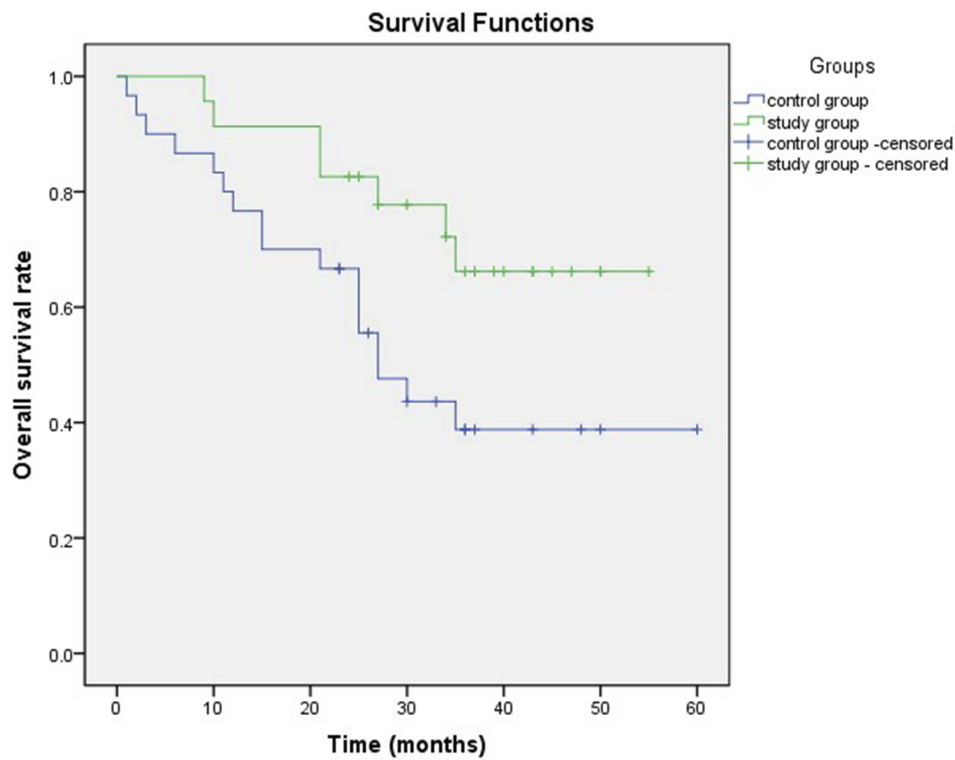 Survival Functions
Groups
control group
study group
control group -censored
study group - censored
Overall survival rate
1.0
0.8
0.6
0.4
0.2
0.0
0 10 20 30 40 50 60
Time (months)